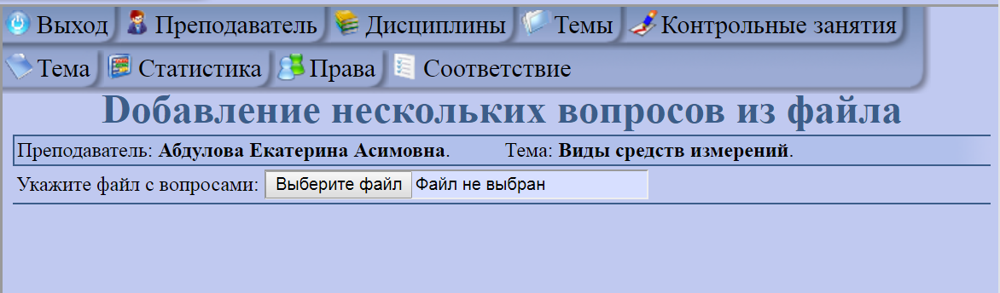 Выход Преподаватель Дисциплины Темы Контрольные занятия
Тема Статистика Права Соответствие
Dобавление нескольких вопросов из файла
Преподаватель: Абдулова Екатерина Асимовна. Тема: Виды средств измерений.
Укажите файл с вопросами: Выберите файл Файл не выбран